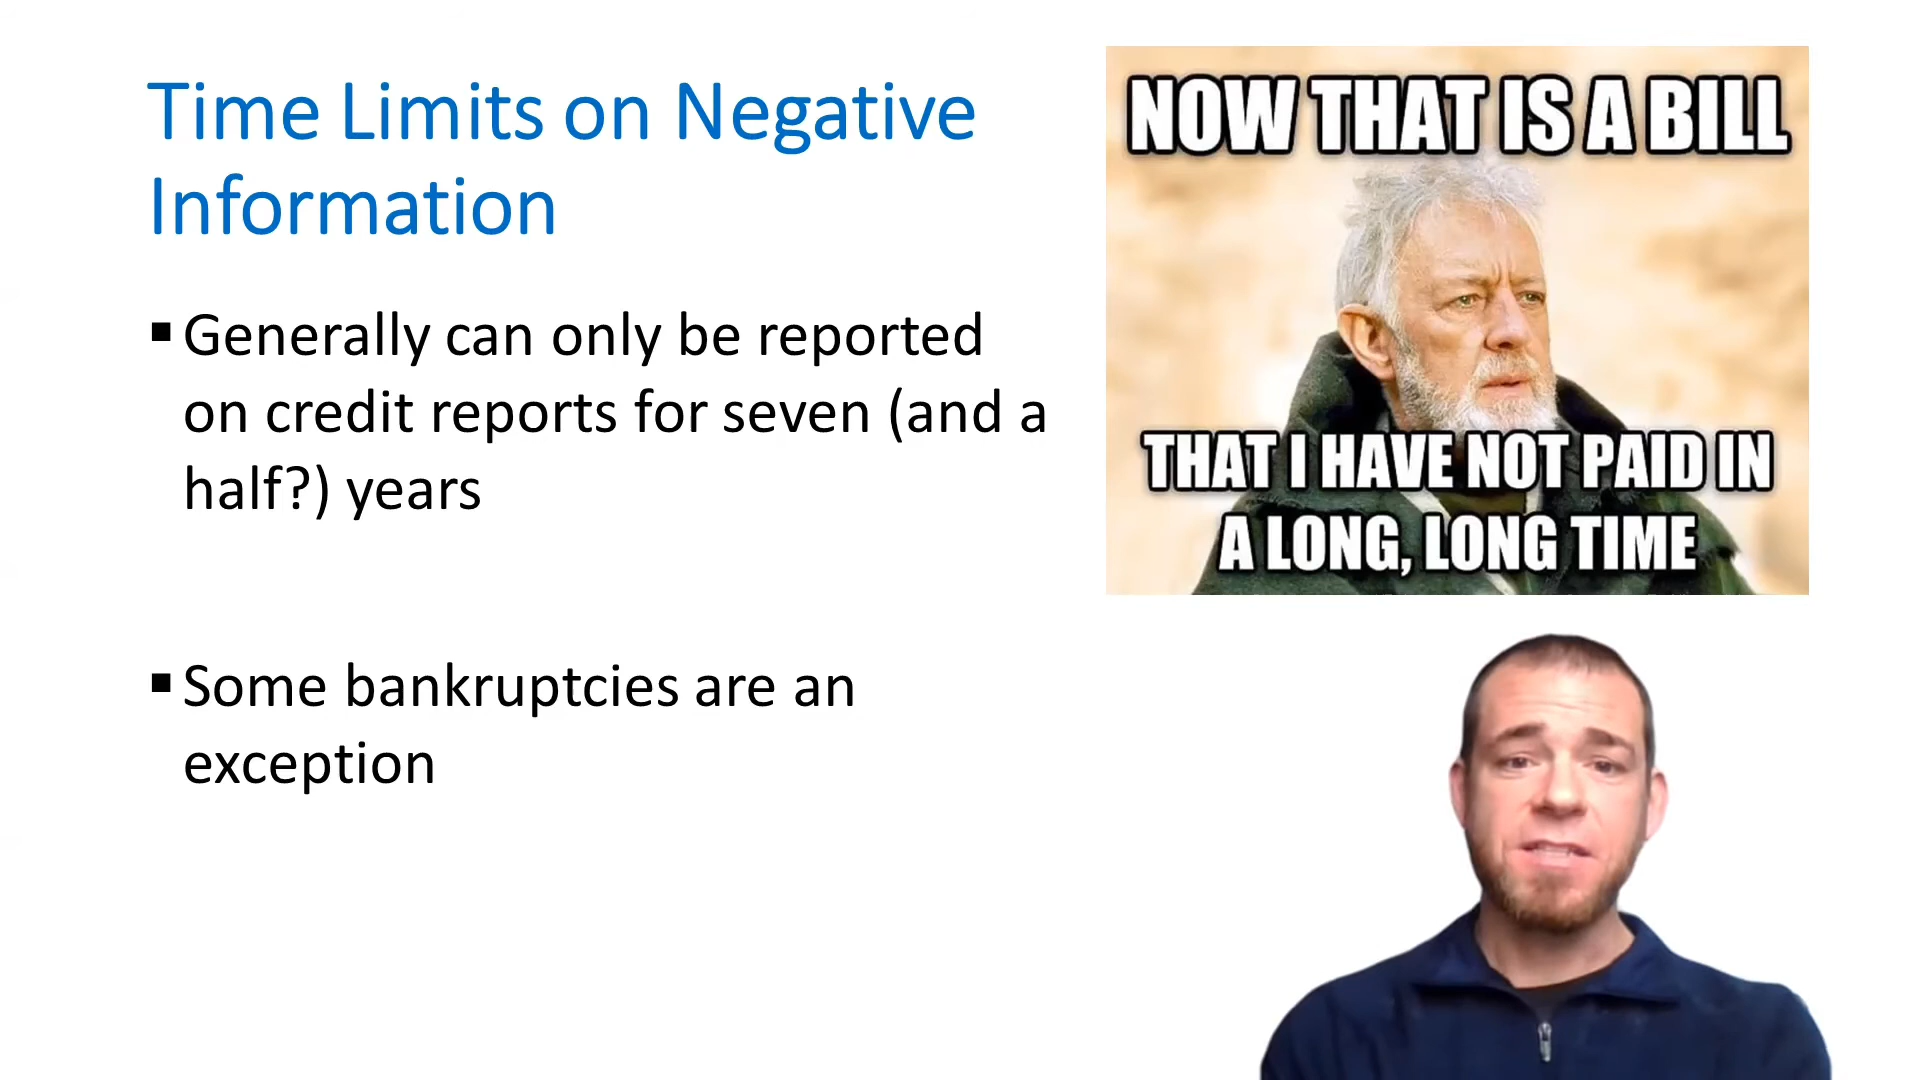 Time Limits on Negative
Information
▪ Generally can only be reported
on credit reports for seven (and a
half?) years
▪ Some bankruptcies are an
exception
NOW THAT IS A BILL
THAT I HAVE NOT PAID IN
A LONG, LONG TIME